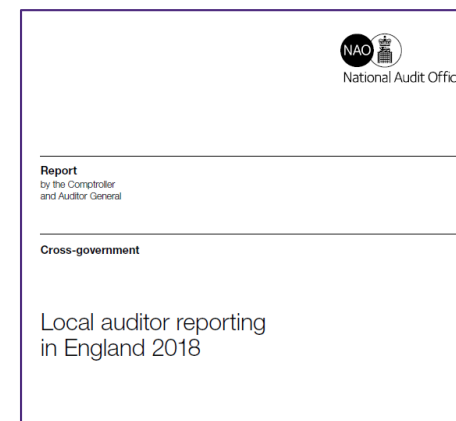 NAO
National Audit Offic
Report
by the Comptroller
and Auditor General
Cross-government
Local auditor reporting
in England 2018